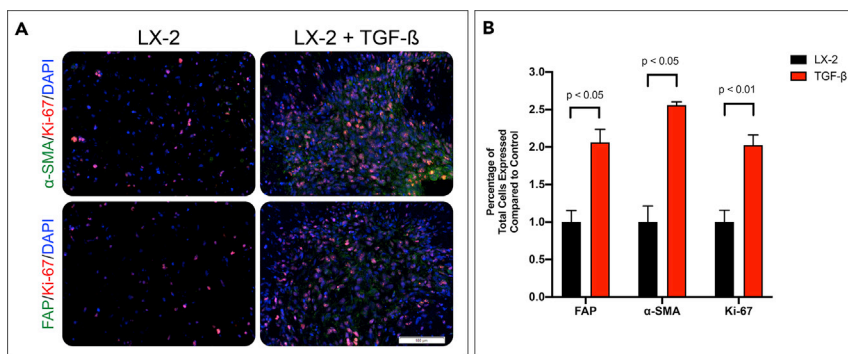 A
LX-2
LX-2 + TGF-ß
α-SMA/Ki-67/DAPI
FAP/Ki-67/DAPI
B
LX-2
TGF-β
p < 0.05
p < 0.05
p < 0.01
Percentage of
Total Cells Expressed
Compared to Control
3.0
2.5
2.0
1.5
1.0
0.5
0.0
FAP
α-SMA
Ki-67